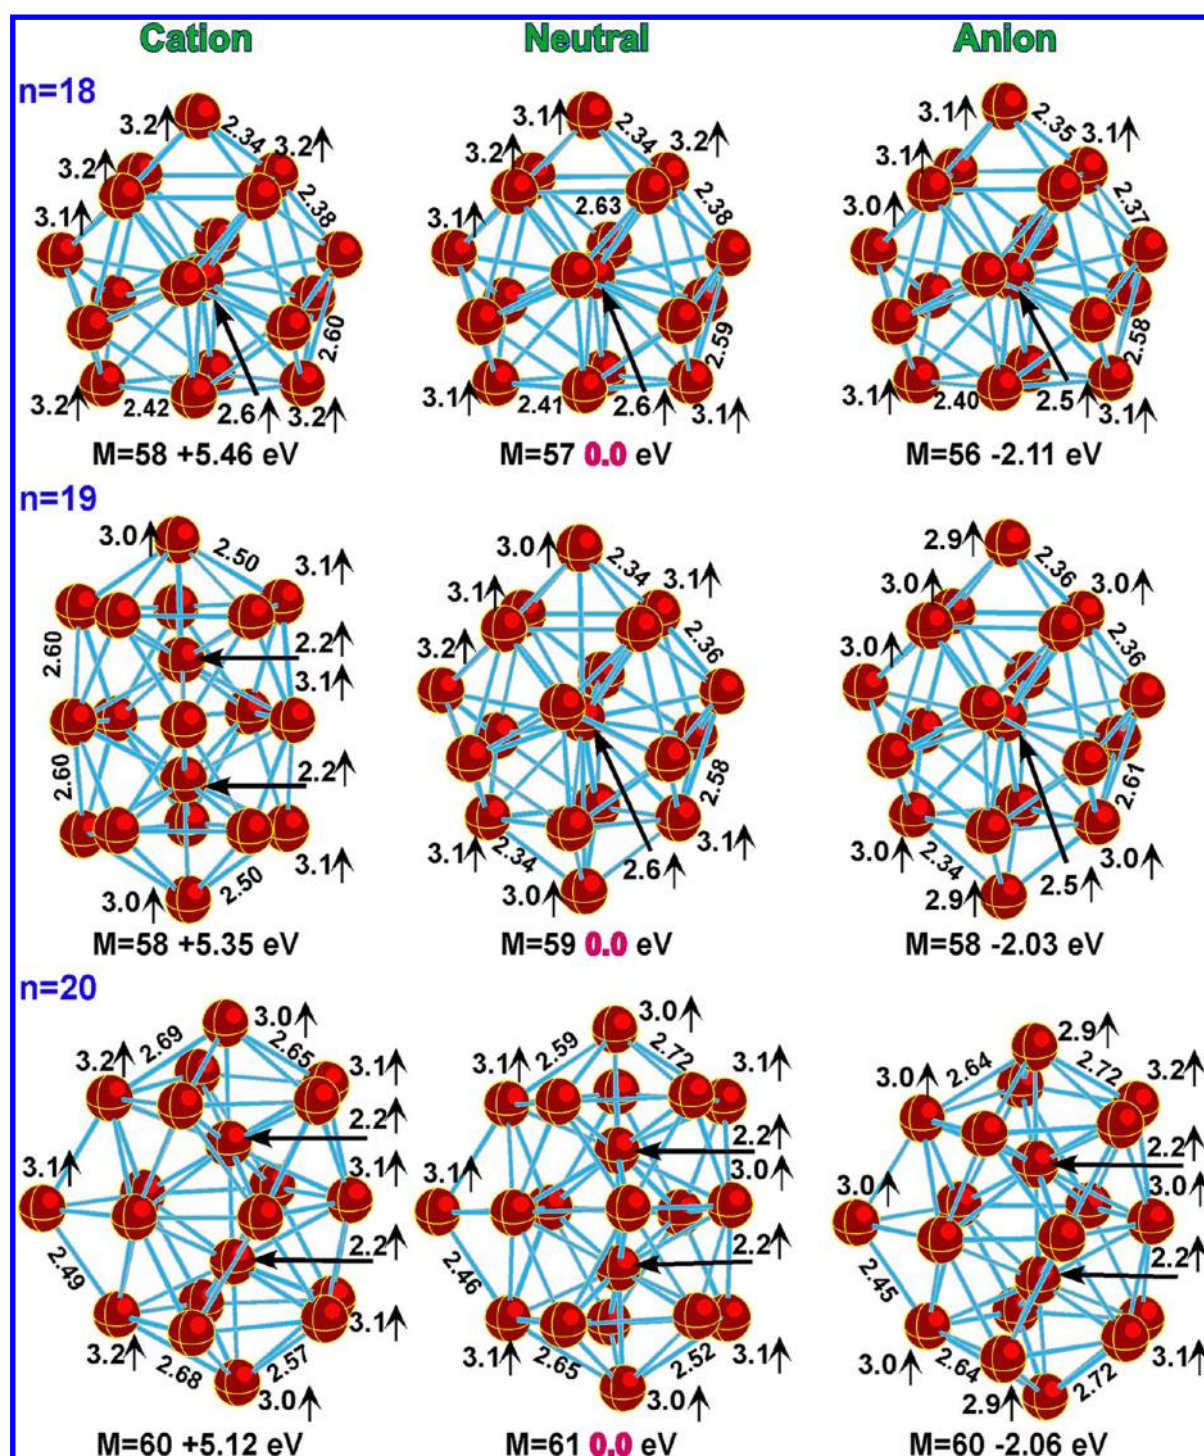 Cation Neutral Anion
n=18
3.2↑ 2.34 3.2↑ 3.1↑ 2.34 3.2↑ 3.1↑ 2.35 3.1↑
3.2↑ 3.2↑ 3.1↑
3.1↑ 2.38 3.1↑ 2.63 2.38 3.0↑ 2.37
2.60 2.59 2.58
3.2↑ 2.42 2.6↑ 3.2↑ 3.1↑ 2.41 2.6↑ 3.1↑ 3.1↑ 2.40 2.5↑ 3.1↑
M=58 +5.46 eV M=57 0.0 eV M=56 -2.11 eV
n=19
3.0↑ 2.50 3.1↑ 3.0↑ 2.34 3.1↑ 2.9↑ 2.36 3.0↑
3.1↑ 3.0↑
2.60 2.2↑ 3.2↑ 2.36 3.0↑ 2.36
3.1↑
2.60 2.2↑ 2.58 2.61
3.1↑ 3.1↑ 2.34 3.1↑ 3.0↑ 2.34 3.0↑
3.0↑ 2.50 3.0↑ 2.6↑ 2.9↑ 2.5↑
M=58 +5.35 eV M=59 0.0 eV M=58 -2.03 eV
n=20
3.0↑ 3.0↑ 2.9↑
3.2↑ 2.69 2.65 3.1↑ 3.1↑ 2.59 2.72 3.1↑ 3.0↑ 2.64 2.72 3.2↑
2.2↑ 2.2↑ 2.2↑
3.1↑ 3.1↑ 3.1↑ 3.0↑ 3.0↑ 3.0↑
2.2↑ 2.2↑ 2.2↑
2.49 2.46 2.45
3.2↑ 2.68 2.57 3.1↑ 3.1↑ 2.65 2.52 3.1↑ 3.0↑ 2.64 2.72 3.1↑
3.0↑ 3.0↑ 2.9↑
M=60 +5.12 eV M=61 0.0 eV M=60 -2.06 eV